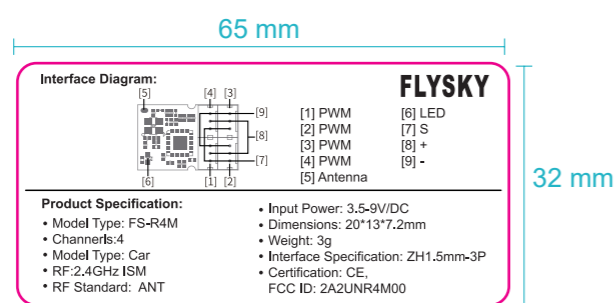 65 mm
Interface Diagram:
FLYSKY
[5] [4] [3]
[9]
[8]
[7]
[6] [1] [2]
[1] PWM
[2] PWM
[3] PWM
[4] PWM
[5] Antenna
[6] LED
[7] S
[8] +
[9] -
32 mm
Product Specification:
• Model Type: FS-R4M
• Channerls:4
• Model Type: Car
• RF:2.4GHz ISM
• RF Standard: ANT
• Input Power: 3.5-9V/DC
• Dimensions: 20*13*7.2mm
• Weight: 3g
• Interface Specification: ZH1.5mm-3P
• Certification: CE,
FCC ID: 2A2UNR4M00